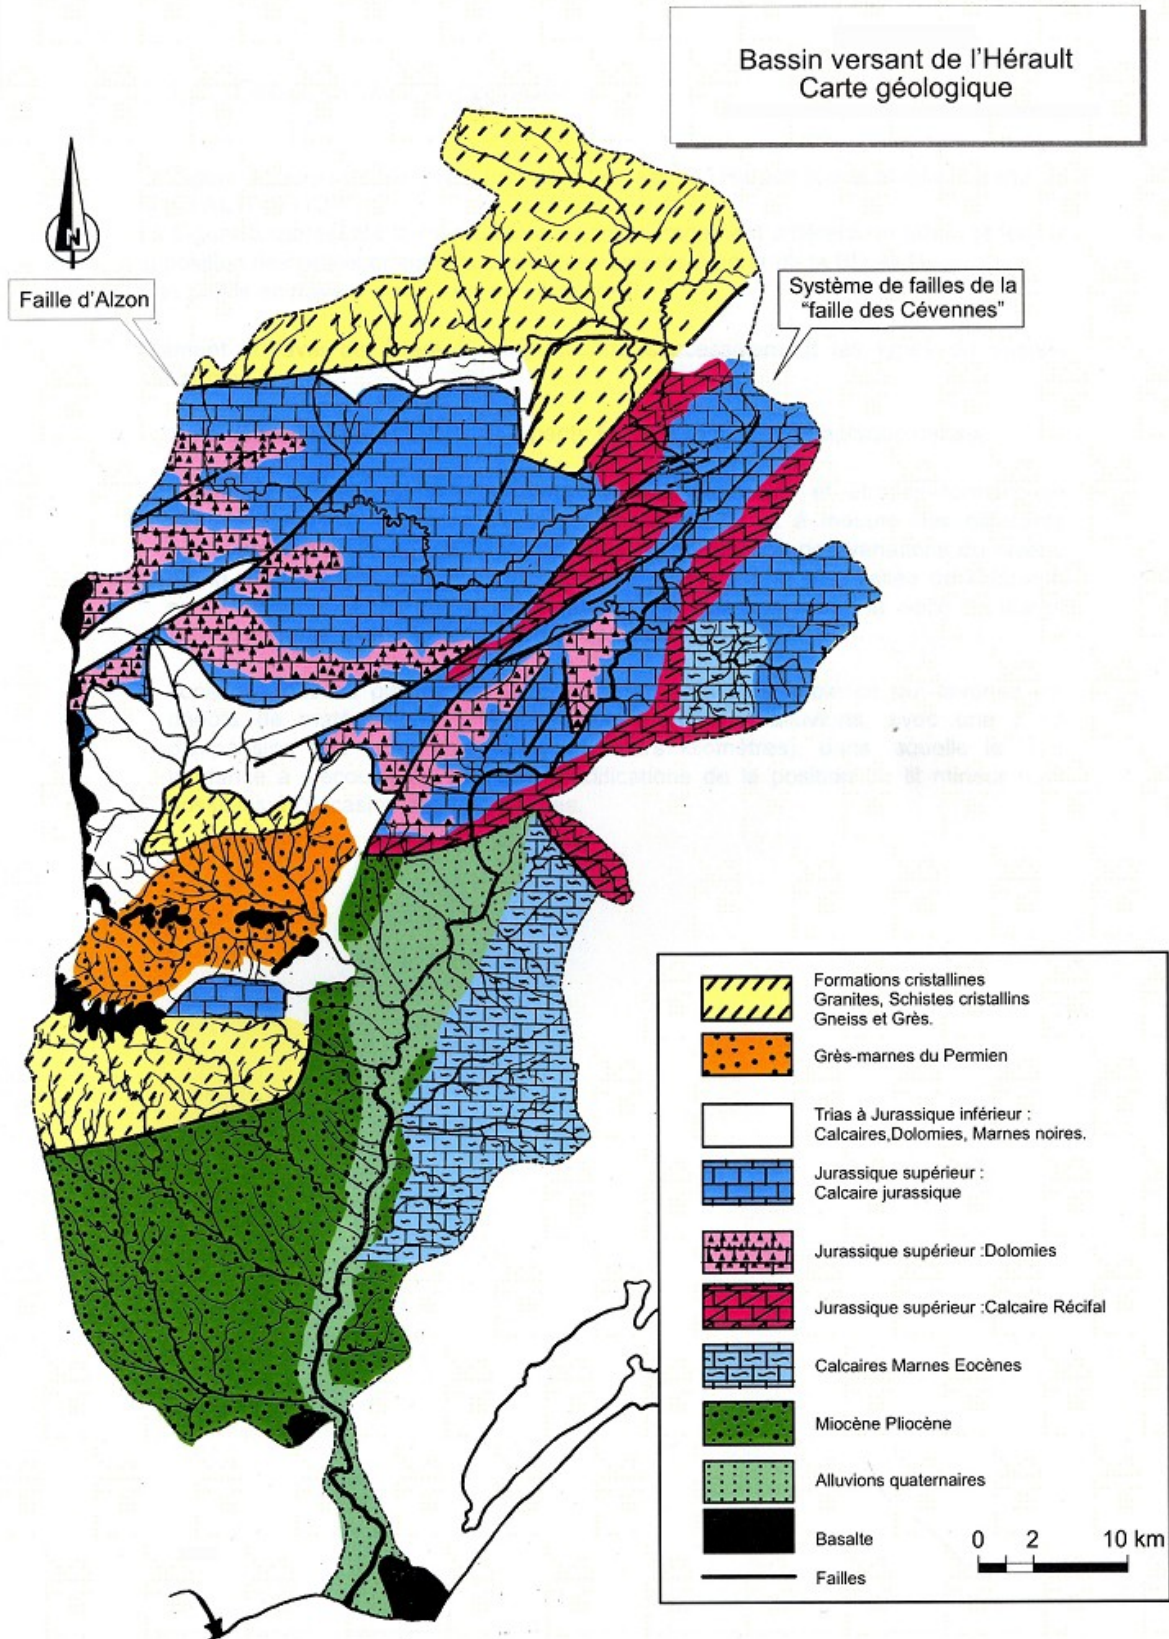 Bassin versant de l'Hérault
Carte géologique
N
Faille d'Alzon
Système de failles de la
"faille des Cévennes"
Formations cristallines
Granites, Schistes cristallins
Gneiss et Grès.
Grès-marnes du Permien
Trias à Jurassique inférieur :
Calcaires,Dolomies, Marnes noires.
Jurassique supérieur :
Calcaire jurassique
Jurassique supérieur :Dolomies
Jurassique supérieur :Calcaire Récifal
Calcaires Marnes Eocènes
Miocène Pliocène
Alluvions quaternaires
Basalte
Failles
0 2 10 km